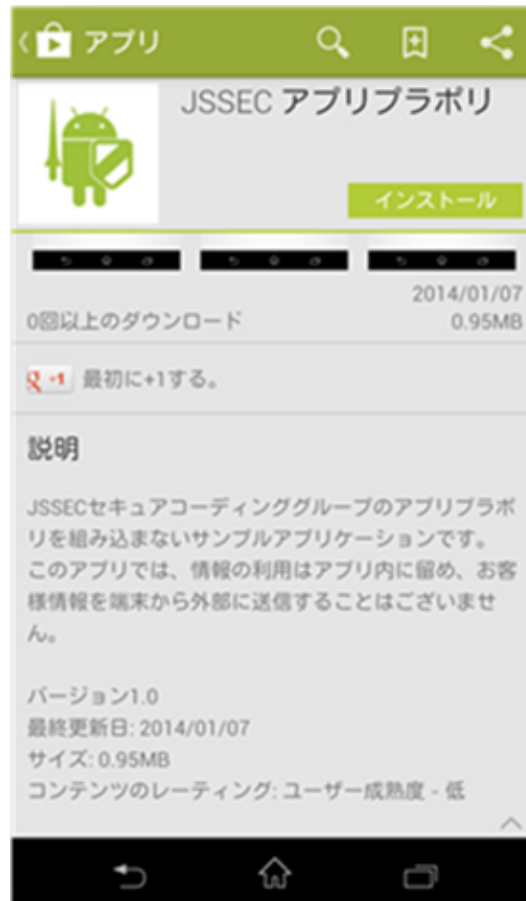 アプリ
JSSEC アプリプラポリ
インストール
2014/01/07
0回以上のダウンロード 0.95MB
+1 最初に+1する。
説明
JSSECセキュアコーディンググループのアプリプラポ
リを組み込まないサンプルアプリケーションです。
このアプリでは、情報の利用はアプリ内に留め、お客
様情報を端末から外部に送信することはございませ
ん。
バージョン1.0
最終更新日: 2014/01/07
サイズ: 0.95MB
コンテンツのレーティング: ユーザー成熟度 - 低